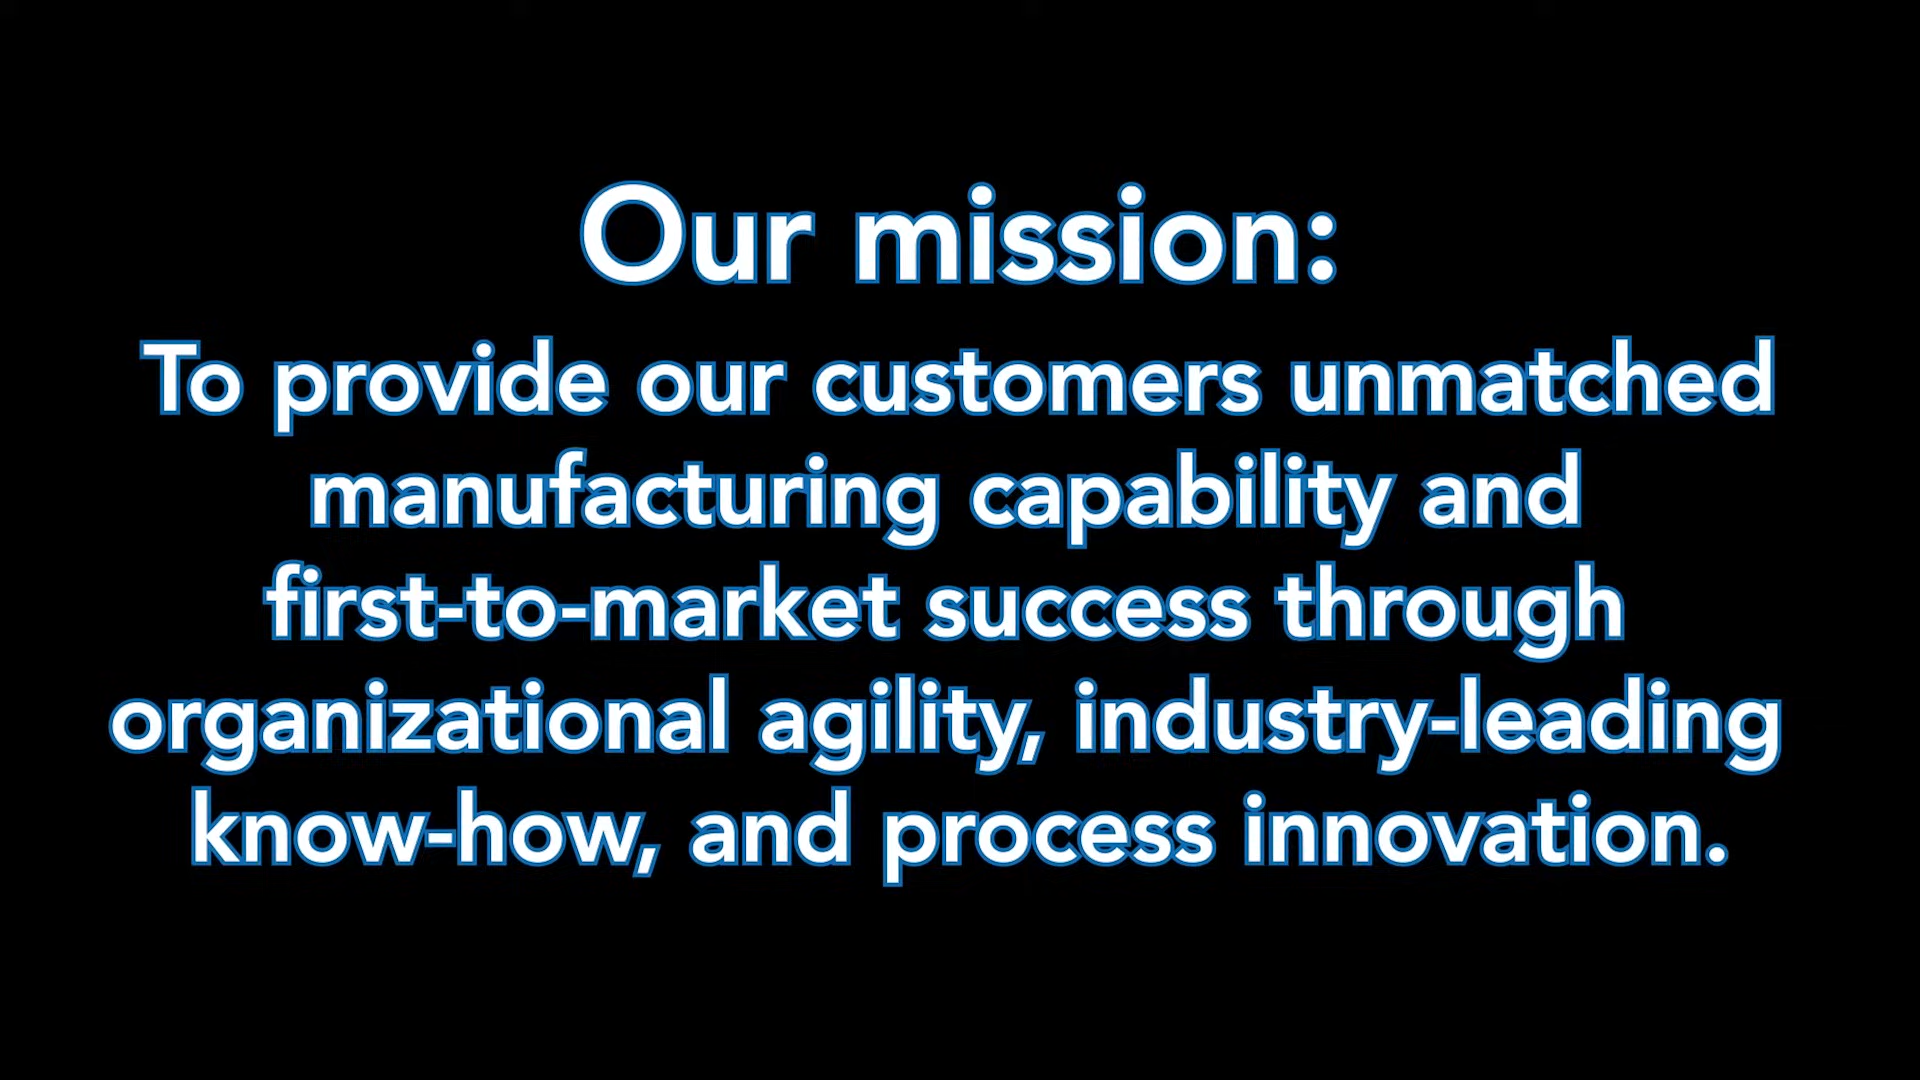 Our mission:
To provide our customers unmatched
manufacturing capability and
first-to-market success through
organizational agility, industry-leading
know-how, and process innovation.